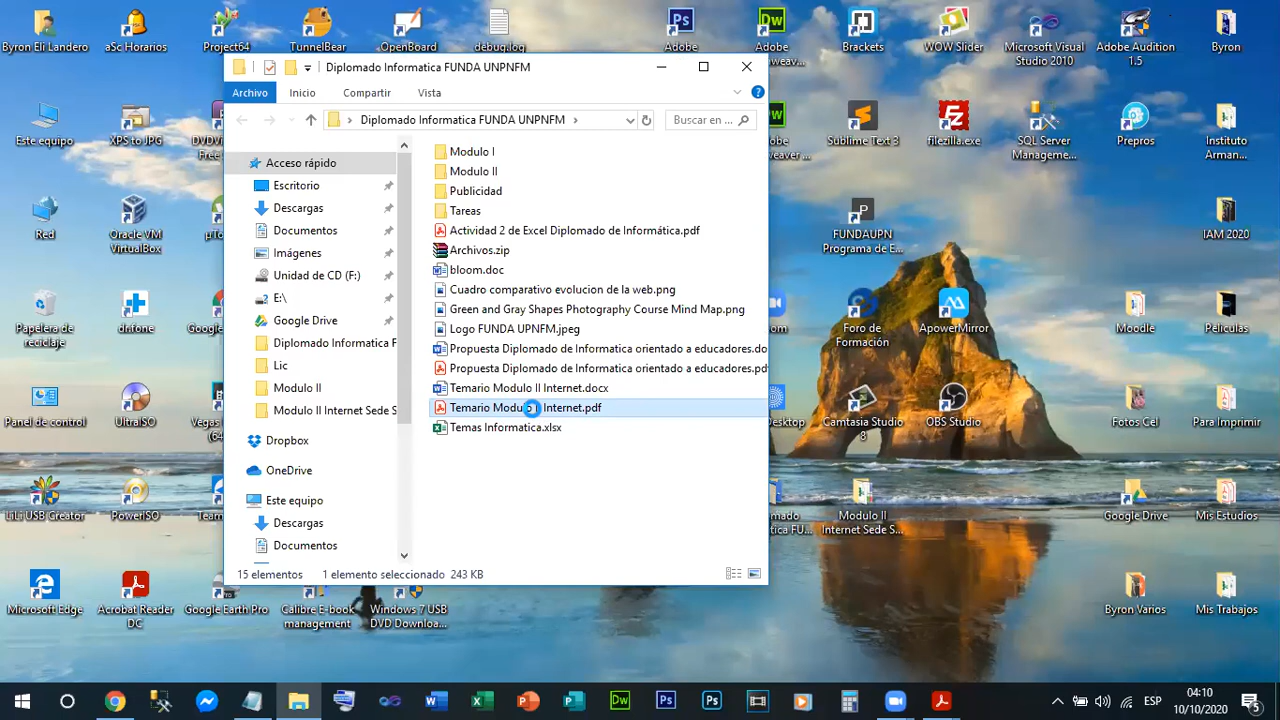 Byron Eli Landero
aSc Horarios
Project64
TunnelBear
OpenBoard
debug.log
Adobe
Adobe
Brackets
WOW Slider
Microsoft Visual
Studio 2010
Adobe Audition
1.5
Byron
Diplomado Informatica FUNDA UNPNFM
Archivo
Inicio
Compartir
Vista
Diplomado Informatica FUNDA UNPNFM
Buscar en ...
Este equipo
XPS to JPG
Sublime Text 3
filezilla.exe
SQL Server
Manageme...
Prepros
Instituto
Arman...
Acceso rápido
Escritorio
Descargas
Documentos
Imágenes
Unidad de CD (F:)
E:\
Google Drive
Diplomado Informatica F
Lic
Modulo II
Modulo II Internet Sede S
Dropbox
OneDrive
Este equipo
Descargas
Documentos
Modulo I
Modulo II
Publicidad
Tareas
Actividad 2 de Excel Diplomado de Informática.pdf
Archivos.zip
bloom.doc
Cuadro comparativo evolucion de la web.png
Green and Gray Shapes Photography Course Mind Map.png
Logo FUNDA UPNFM.jpeg
Propuesta Diplomado de Informatica orientado a educadores.do
Propuesta Diplomado de Informatica orientado a educadores.pdf
Temario Modulo II Internet.docx
Temario Modulo II Internet.pdf
Temas Informatica.xlsx
15 elementos
1 elemento seleccionado
243 KB
Red
Oracle VM
VirtualBox
FUNDAUPN
Programa de E...
IAM 2020
Papelera de
reciclaje
dr.fone
Foro de
Formación
ApowerMirror
Moodle
Películas
Panel de control
UltraISO
Camtasia Studio
8
OBS Studio
Fotos Cel
Para Imprimir
LiLi USB Creator
PowerISO
Modulo II
Internet Sede S...
Google Drive
Mis Estudios
Microsoft Edge
Acrobat Reader
DC
Google Earth Pro
Calibre E-book
management
Windows 7 USB
DVD Downloa...
Byron Varios
Mis Trabajos
ESP
04:10
10/10/2020
5